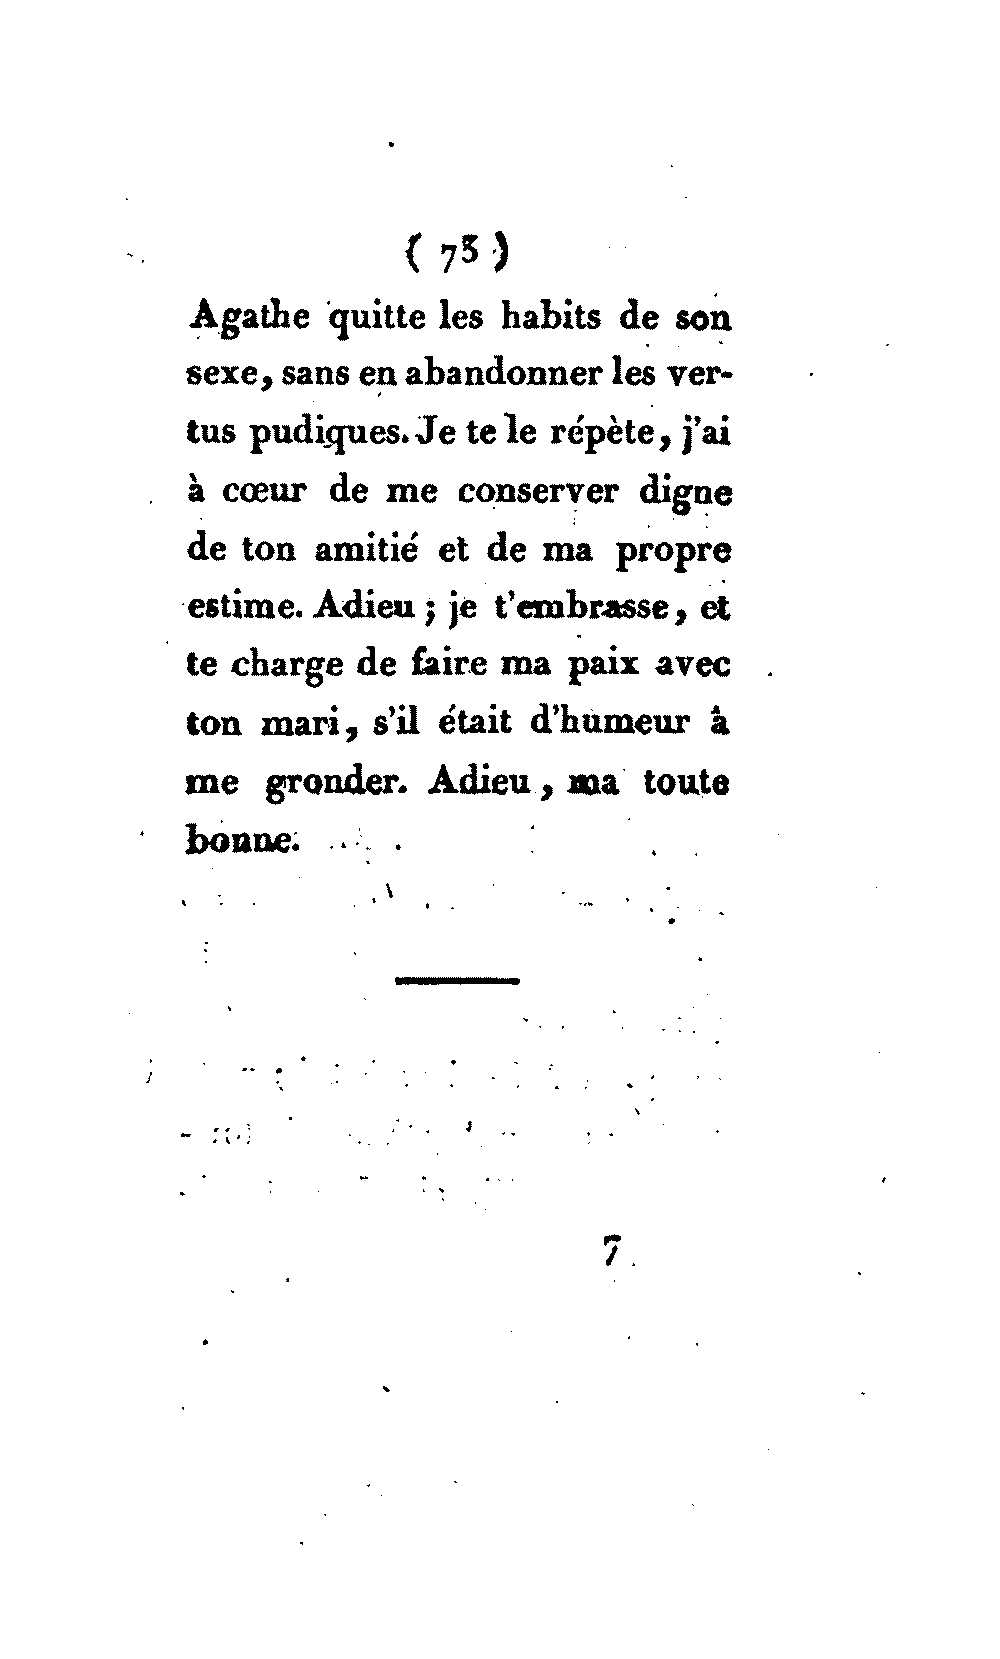 ( 73 )
Agathe quitte les habits de son
sexe, sans en abandonner les ver-
tus pudiques. Je te le répète, j'ai
à cœur de me conserver digne
de ton amitié et de ma propre
estime. Adieu ; je t'embrasse, et
te charge de faire ma paix avec
ton mari, s'il était d'humeur à
me gronder. Adieu, ma toute
bonne.
7